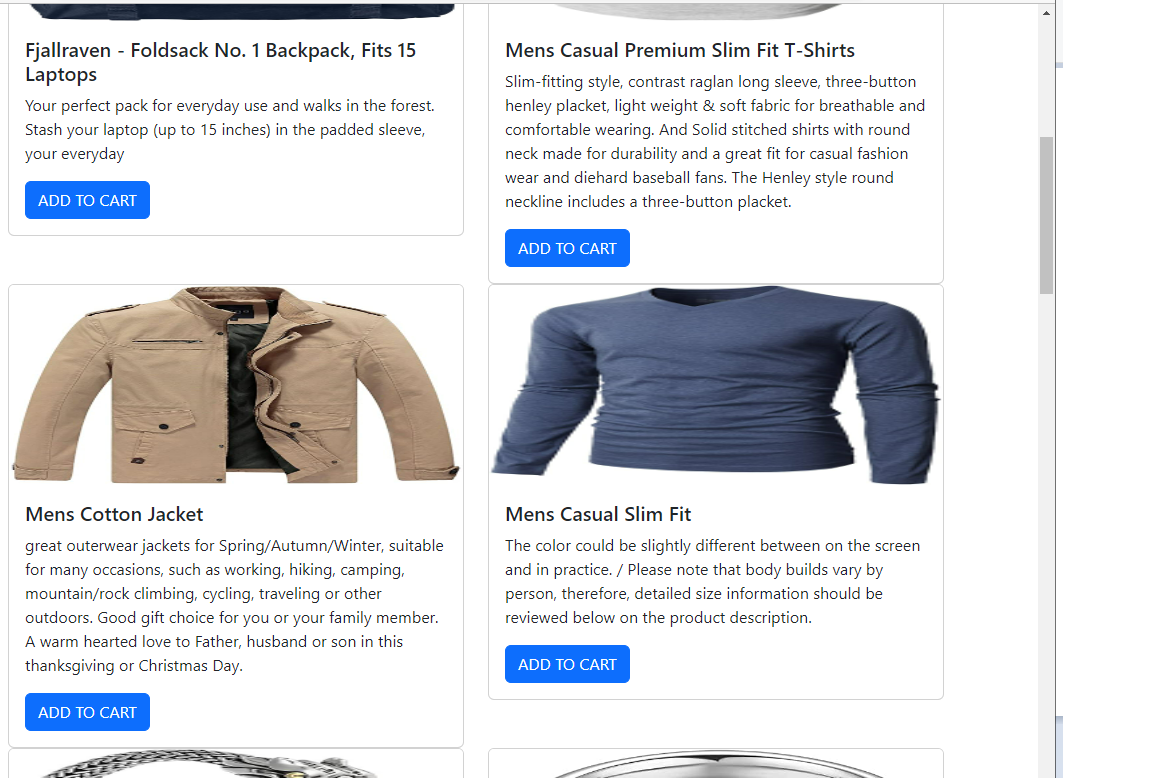 Fjallraven - Foldsack No. 1 Backpack, Fits 15
Laptops
Your perfect pack for everyday use and walks in the forest.
Stash your laptop (up to 15 inches) in the padded sleeve,
your everyday
ADD TO CART
Mens Casual Premium Slim Fit T-Shirts
Slim-fitting style, contrast raglan long sleeve, three-button
henley placket, light weight & soft fabric for breathable and
comfortable wearing. And Solid stitched shirts with round
neck made for durability and a great fit for casual fashion
wear and diehard baseball fans. The Henley style round
neckline includes a three-button placket.
ADD TO CART
Mens Cotton Jacket
great outerwear jackets for Spring/Autumn/Winter, suitable
for many occasions, such as working, hiking, camping,
mountain/rock climbing, cycling, traveling or other
outdoors. Good gift choice for you or your family member.
A warm hearted love to Father, husband or son in this
thanksgiving or Christmas Day.
ADD TO CART
Mens Casual Slim Fit
The color could be slightly different between on the screen
and in practice. / Please note that body builds vary by
person, therefore, detailed size information should be
reviewed below on the product description.
ADD TO CART